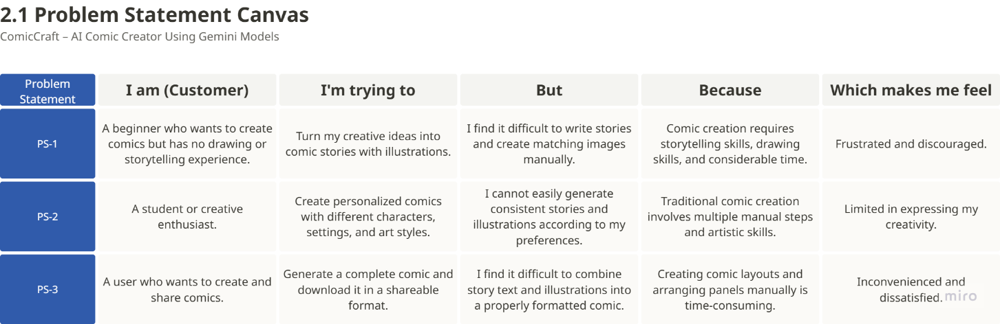 2.1 Problem Statement Canvas
ComicCraft – AI Comic Creator Using Gemini Models
Problem
Statement
I am (Customer)
I'm trying to
But
Because
Which makes me feel
PS-1
A beginner who wants to create
comics but has no drawing or
storytelling experience.
Turn my creative ideas into
comic stories with illustrations.
I find it difficult to write stories
and create matching images
manually.
Comic creation requires
storytelling skills, drawing
skills, and considerable time.
Frustrated and discouraged.
PS-2
A student or creative
enthusiast.
Create personalized comics
with different characters,
settings, and art styles.
I cannot easily generate
consistent stories and
illustrations according to my
preferences.
Traditional comic creation
involves multiple manual steps
and artistic skills.
Limited in expressing my
creativity.
PS-3
A user who wants to create and
share comics.
Generate a complete comic and
download it in a shareable
format.
I find it difficult to combine
story text and illustrations into
a properly formatted comic.
Creating comic layouts and
arranging panels manually is
time-consuming.
Inconvenienced and
dissatisfied.
miro